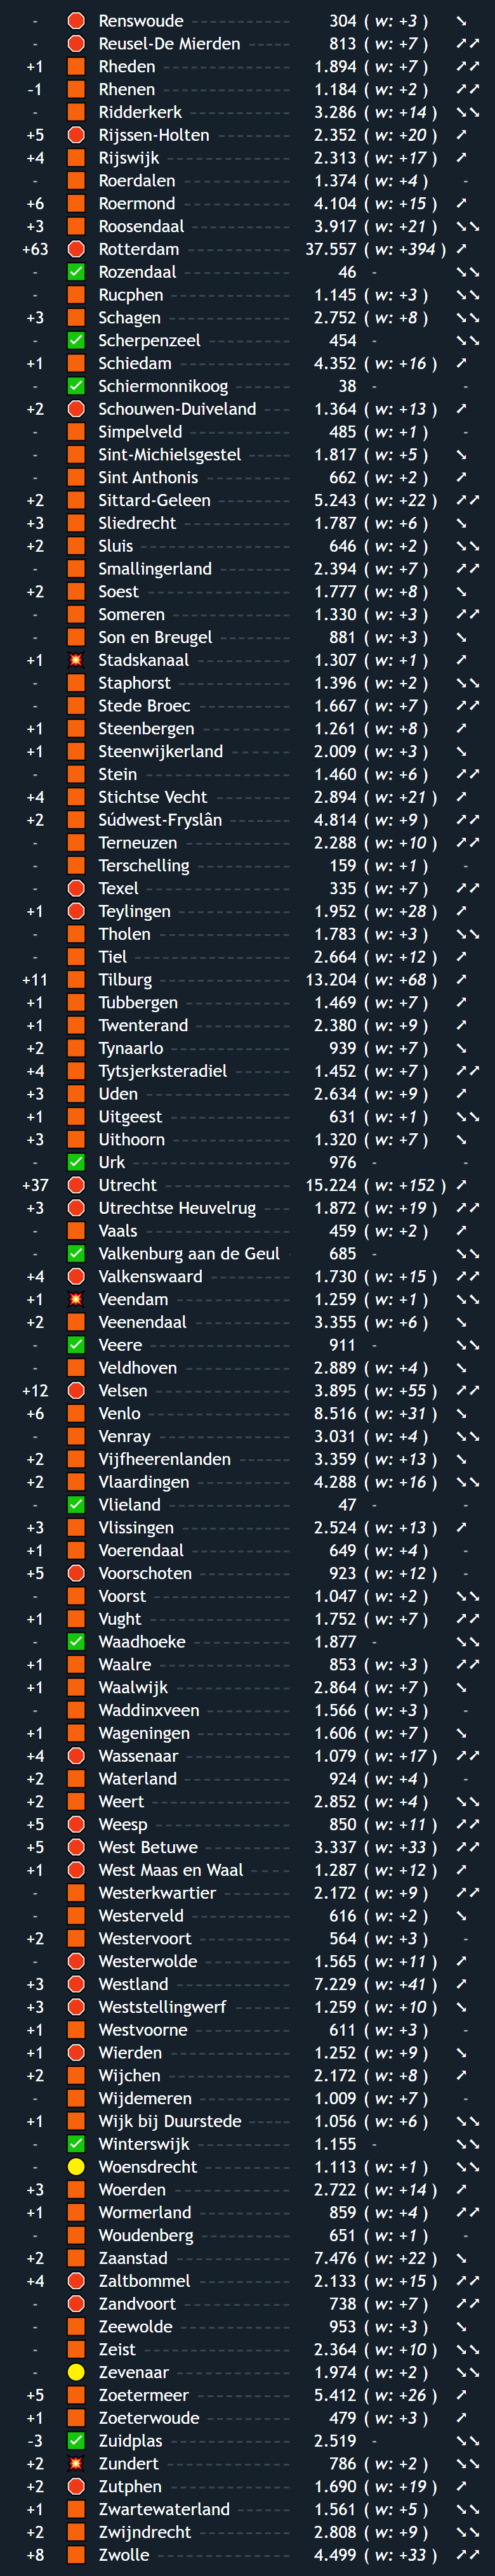 - Renswoude 304 ( w: +3 ) ➘
- Reusel-De Mierden 813 ( w: +7 ) ➚➚
+1 Rheden 1.894 ( w: +7 ) ➚➚
-1 Rhenen 1.184 ( w: +2 ) ➚➚
- Ridderkerk 3.286 ( w: +14 ) ➘➘
+5 Rijssen-Holten 2.352 ( w: +20 ) ➚
+4 Rijswijk 2.313 ( w: +17 ) ➚
- Roerdalen 1.374 ( w: +4 ) -
+6 Roermond 4.104 ( w: +15 ) ➚
+3 Roosendaal 3.917 ( w: +21 ) ➘➘
+63 Rotterdam 37.557 ( w: +394 ) ➚
- Rozendaal 46 - ➘➘
- Rucphen 1.145 ( w: +3 ) ➘➘
+3 Schagen 2.752 ( w: +8 ) ➘➘
- Scherpenzeel 454 - ➘➘
+1 Schiedam 4.352 ( w: +16 ) ➚
- Schiermonnikoog 38 - -
+2 Schouwen-Duiveland 1.364 ( w: +13 ) ➚
- Simpelveld 485 ( w: +1 ) -
- Sint-Michielsgestel 1.817 ( w: +5 ) ➘
- Sint Anthonis 662 ( w: +2 ) ➚
+2 Sittard-Geleen 5.243 ( w: +22 ) ➚➚
+3 Sliedrecht 1.787 ( w: +6 ) ➘
+2 Sluis 646 ( w: +2 ) ➘➘
- Smallingerland 2.394 ( w: +7 ) ➚➚
+2 Soest 1.777 ( w: +8 ) ➘
- Someren 1.330 ( w: +3 ) ➚➚
- Son en Breugel 881 ( w: +3 ) ➘
+1 Stadskanaal 1.307 ( w: +1 ) ➚
- Staphorst 1.396 ( w: +2 ) ➘➘
- Stede Broec 1.667 ( w: +7 ) ➚➚
+1 Steenbergen 1.261 ( w: +8 ) ➚
+1 Steenwijkerland 2.009 ( w: +3 ) ➘
- Stein 1.460 ( w: +6 ) ➚➚
+4 Stichtse Vecht 2.894 ( w: +21 ) ➚
+2 Súdwest-Fryslân 4.814 ( w: +9 ) ➚➚
- Terneuzen 2.288 ( w: +10 ) ➚➚
- Terschelling 159 ( w: +1 ) -
- Texel 335 ( w: +7 ) ➚➚
+1 Teylingen 1.952 ( w: +28 ) ➚
- Tholen 1.783 ( w: +3 ) ➘➘
- Tiel 2.664 ( w: +12 ) ➚
+11 Tilburg 13.204 ( w: +68 ) ➚
+1 Tubbergen 1.469 ( w: +7 ) ➚
+1 Twenterand 2.380 ( w: +9 ) ➚
+2 Tynaarlo 939 ( w: +7 ) ➘
+4 Tytsjerksteradiel 1.452 ( w: +7 ) ➚➚
+3 Uden 2.634 ( w: +9 ) ➚
+1 Uitgeest 631 ( w: +1 ) ➘➘
+3 Uithoorn 1.320 ( w: +7 ) ➘
- Urk 976 - -
+37 Utrecht 15.224 ( w: +152 ) ➚
+3 Utrechtse Heuvelrug 1.872 ( w: +19 ) ➚➚
- Vaals 459 ( w: +2 ) ➚
- Valkenburg aan de Geul 685 - ➘➘
+4 Valkenswaard 1.730 ( w: +15 ) ➚➚
+1 Veendam 1.259 ( w: +1 ) ➘➘
+2 Veenendaal 3.355 ( w: +6 ) ➘
- Veere 911 - ➘➘
- Veldhoven 2.889 ( w: +4 ) ➘
+12 Velsen 3.895 ( w: +55 ) ➚➚
+6 Venlo 8.516 ( w: +31 ) ➘
- Venray 3.031 ( w: +4 ) ➘➘
+2 Vijfheerenlanden 3.359 ( w: +13 ) ➘
+2 Vlaardingen 4.288 ( w: +16 ) ➘➘
- Vlieland 47 - -
+3 Vlissingen 2.524 ( w: +13 ) ➚
+1 Voerendaal 649 ( w: +4 ) -
+5 Voorschoten 923 ( w: +12 ) -
- Voorst 1.047 ( w: +2 ) ➘➘
+1 Vught 1.752 ( w: +7 ) ➚➚
- Waadhoeke 1.877 - ➘➘
+1 Waalre 853 ( w: +3 ) ➚➚
+1 Waalwijk 2.864 ( w: +7 ) ➘
- Waddinxveen 1.566 ( w: +3 ) -
+1 Wageningen 1.606 ( w: +7 ) ➘
+4 Wassenaar 1.079 ( w: +17 ) ➚➚
+2 Waterland 924 ( w: +4 ) -
+2 Weert 2.852 ( w: +4 ) ➘➘
+5 Weesp 850 ( w: +11 ) ➚➚
+5 West Betuwe 3.337 ( w: +33 ) ➚➚
+1 West Maas en Waal 1.287 ( w: +12 ) ➚
- Westerkwartier 2.172 ( w: +9 ) ➚➚
- Westerveld 616 ( w: +2 ) ➘
+2 Westervoort 564 ( w: +3 ) -
- Westerwolde 1.565 ( w: +11 ) ➚
+3 Westland 7.229 ( w: +41 ) ➚
+3 Weststellingwerf 1.259 ( w: +10 ) ➘
+1 Westvoorne 611 ( w: +3 ) -
+1 Wierden 1.252 ( w: +9 ) ➘
+2 Wijchen 2.172 ( w: +8 ) ➚
- Wijdemeren 1.009 ( w: +7 ) -
+1 Wijk bij Duurstede 1.056 ( w: +6 ) ➘➘
- Winterswijk 1.155 - ➘➘
- Woensdrecht 1.113 ( w: +1 ) ➘➘
+3 Woerden 2.722 ( w: +14 ) ➚
+1 Wormerland 859 ( w: +4 ) ➚➚
- Woudenberg 651 ( w: +1 ) -
+2 Zaanstad 7.476 ( w: +22 ) ➘
+4 Zaltbommel 2.133 ( w: +15 ) ➚➚
- Zandvoort 738 ( w: +7 ) ➚➚
- Zeewolde 953 ( w: +3 ) ➘
- Zeist 2.364 ( w: +10 ) ➘➘
- Zevenaar 1.974 ( w: +2 ) ➘➘
+5 Zoetermeer 5.412 ( w: +26 ) ➚
+1 Zoeterwoude 479 ( w: +3 ) ➚
-3 Zuidplas 2.519 - ➘➘
+2 Zundert 786 ( w: +2 ) ➘➘
+2 Zutphen 1.690 ( w: +19 ) ➚
+1 Zwartewaterland 1.561 ( w: +5 ) ➘➘
+2 Zwijndrecht 2.808 ( w: +9 ) ➘➘
+8 Zwolle 4.499 ( w: +33 ) ➚➚